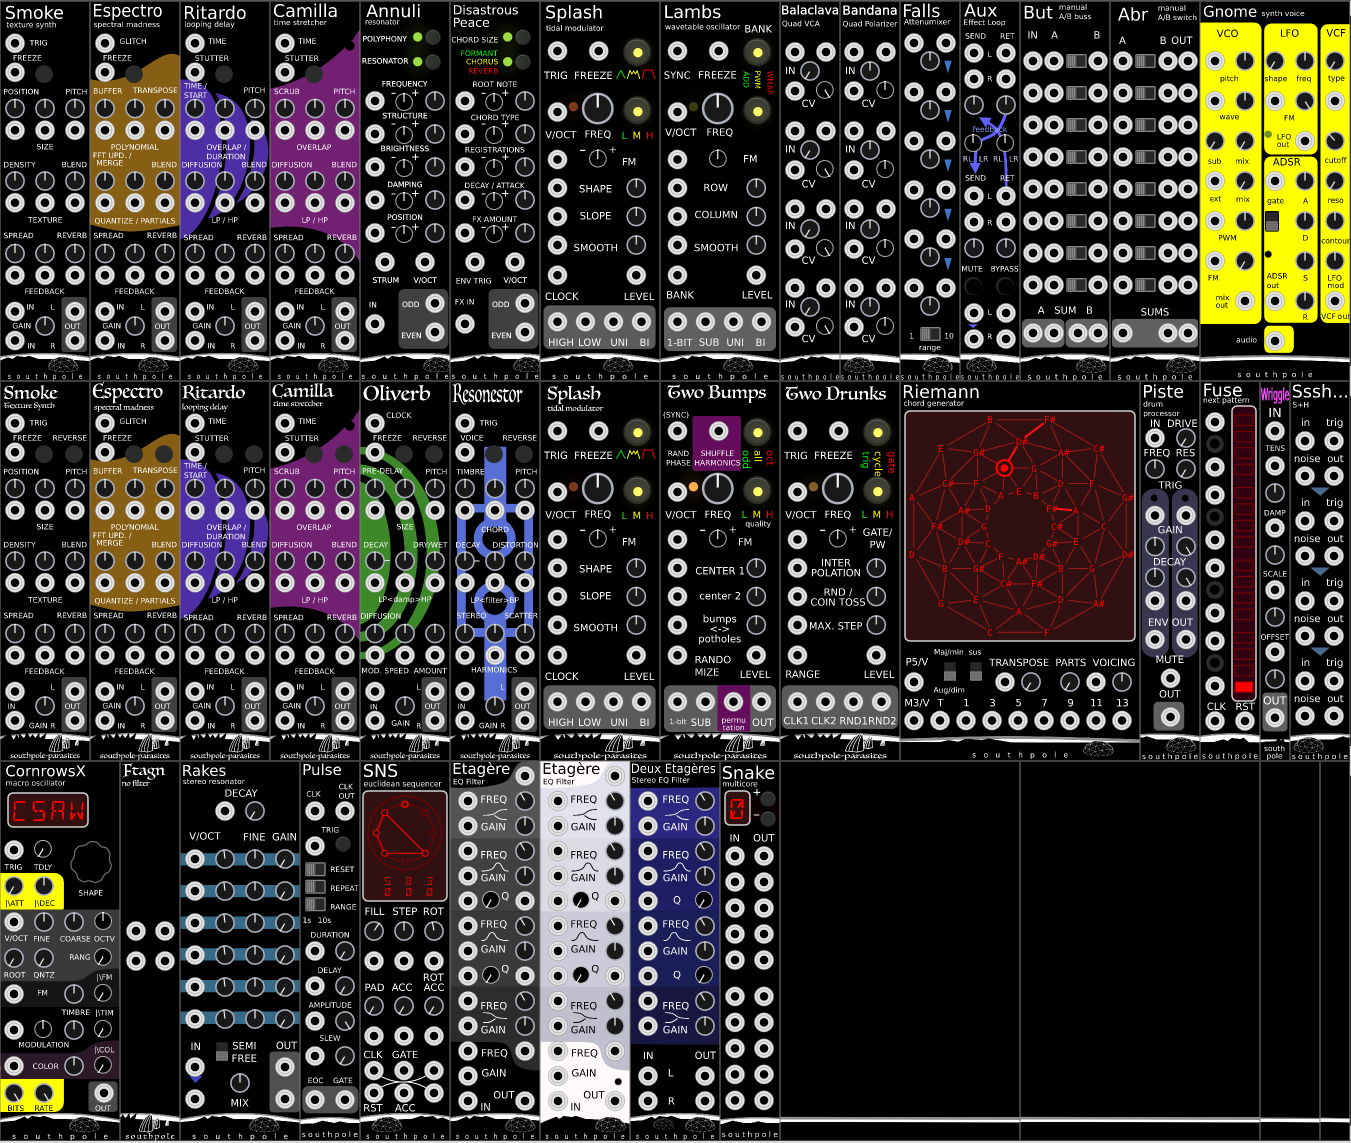 Smoke
texture synth
TRIG
FREEZE
POSITION
PITCH
SIZE
DENSITY
BLEND
TEXTURE
SPREAD
REVERB
FEEDBACK
IN L
GAIN
IN R
OUT
southpole
Espectro
spectral madness
GLITCH
FREEZE
BUFFER
TRANSPOSE
POLYNOMIAL
FFT UPD. /
MERGE
BLEND
QUANTIZE / PARTIALS
SPREAD
REVERB
FEEDBACK
IN L
GAIN
IN R
OUT
southpole
Ritardo
looping delay
TIME
STUTTER
TIME /
START
PITCH
OVERLAP /
DURATION
DIFFUSION
BLEND
LP / HP
SPREAD
REVERB
FEEDBACK
IN L
GAIN
IN R
OUT
southpole
Camilla
time stretcher
TIME
STUTTER
SCRUB
PITCH
OVERLAP
DIFFUSION
BLEND
LP / HP
SPREAD
REVERB
FEEDBACK
IN L
GAIN
IN R
OUT
southpole
Annuli
resonator
POLYPHONY
RESONATOR
FREQUENCY
STRUCTURE
BRIGHTNESS
DAMPING
POSITION
STRUM
V/OCT
IN
ODD
EVEN
southpole
Disastrous
Peace
CHORD SIZE
FORMANT
CHORUS
REVERB
ROOT NOTE
CHORD TYPE
REGISTRATIONS
DECAY / ATTACK
FX AMOUNT
ENV TRIG
V/OCT
FX IN
ODD
EVEN
southpole
Splash
tidal modulator
TRIG
FREEZE
V/OCT
FREQ
L M H
FM
SHAPE
SLOPE
SMOOTH
CLOCK
LEVEL
HIGH LOW UNI BI
southpole
Lambs
wavetable oscillator
BANK
SYNC
FREEZE
ADD
PWM
WMAP
V/OCT
FREQ
FM
ROW
COLUMN
SMOOTH
BANK
LEVEL
1-BIT SUB UNI BI
southpole
Balaclava
Quad VCA
IN
CV
IN
CV
IN
CV
IN
CV
southpole
Bandana
Quad Polarizer
IN
CV
IN
CV
IN
CV
IN
CV
southpole
Falls
Attenumixer
1 10
range
southpole
Aux
Effect Loop
SEND
RET
L
R
feedback
RL LR
RL LR
SEND
RET
L
R
MUTE
BYPASS
L
R
southpole
But
manual
A/B buss
IN A B
A SUM B
southpole
Abr
manual
A/B switch
A B OUT
SUMS
southpole
Gnome
synth voice
VCO
pitch
wave
sub
mix
ext
mix
PWM
FM
mix
out
LFO
shape
freq
FM
LFO
out
ADSR
gate
A
D
ADSR
out
S
R
VCF
type
cutoff
reso
contour
LFO
mod
VCF out
audio
southpole
Smoke
Texture Synth
TRIG
FREEZE
REVERSE
POSITION
PITCH
SIZE
DENSITY
BLEND
TEXTURE
SPREAD
REVERB
FEEDBACK
IN L
GAIN R
IN
OUT
southpole-parasites
Espectro
spectral madness
GLITCH
FREEZE
REVERSE
BUFFER
TRANSPOSE
POLYNOMIAL
FFT UPD. /
MERGE
BLEND
QUANTIZE / PARTIALS
SPREAD
REVERB
FEEDBACK
IN L
GAIN R
IN
OUT
southpole-parasites
Ritardo
looping delay
TIME
STUTTER
TIME /
START
PITCH
OVERLAP /
DURATION
DIFFUSION
BLEND
LP / HP
SPREAD
REVERB
FEEDBACK
IN L
GAIN R
IN
OUT
southpole-parasites
Camilla
time stretcher
TIME
STUTTER
REVERSE
SCRUB
PITCH
OVERLAP
DIFFUSION
BLEND
LP / HP
SPREAD
REVERB
FEEDBACK
IN L
GAIN R
IN
OUT
southpole-parasites
Oliverb
CLOCK
FREEZE
REVERSE
PRE-DELAY
PITCH
SIZE
DECAY
DRY/WET
LP<damp>HP
DIFFUSION
MOD. SPEED
AMOUNT
IN L
GAIN R
OUT
southpole-parasites
Resonestor
TRIG
VOICE
BURST
TIMBRE
PITCH
CHORD
DECAY
DISTORTION
LP<filter>BP
STEREO
SCATTER
HARMONICS
IN L
GAIN R
OUT
southpole-parasites
Splash
tidal modulator
TRIG
FREEZE
V/OCT
FREQ
L M H
FM
SHAPE
SLOPE
SMOOTH
CLOCK
LEVEL
HIGH LOW UNI BI
southpole-parasites
Two Bumps
(SYNC)
RAND
PHASE
SHUFFLE
HARMONICS
odd
all
oct
V/OCT
FREQ
L M H
quality
FM
CENTER 1
center 2
bumps
<->
potholes
RANDO
MIZE
LEVEL
1-bit SUB
permu
tation
OUT
southpole-parasites
Two Drunks
TRIG
FREEZE
trig
cycle
gate
V/OCT
FREQ
L M H
GATE/
PW
INTER
POLATION
RND /
COIN TOSS
MAX. STEP
RANGE
LEVEL
CLK1 CLK2 RND1RND2
southpole-parasites
Riemann
chord generator
P5/V
Maj/min
sus
Aug/dim
TRANSPOSE
PARTS
VOICING
M3/V T 1 3 5 7 9 11 13
southpole
Piste
drum
processor
IN DRIVE
FREQ RES
TRIG
GAIN
DECAY
ENV OUT
MUTE
OUT
southpole
Fuse
next pattern
CLK RST
southpole
Wriggle
IN
TENS
DAMP
SCALE
OFFSET
OUT
south
pole
Sssh...
S+H
in trig
noise out
in trig
noise out
in trig
noise out
in trig
noise out
southpole
CornrowsX
macro oscillator
CSAW
TRIG
TDLY
SHAPE
|\ATT
|\DEC
V/OCT FINE COARSE OCTV
ROOT QNTZ
RANG
|\FM
FM
TIMBRE
|\TIM
MODULATION
|\COL
COLOR
BITS RATE
OUT
southpole
Ftagn
no filter
southpole
Rakes
stereo resonator
DECAY
V/OCT
FINE GAIN
IN
SEMI
FREE
OUT
MIX
southpole
Pulse
CLK
CLK
OUT
TRIG
RESET
REPEAT
RANGE
1s 10s
DURATION
DELAY
AMPLITUDE
SLEW
EOC GATE
southpole
SNS
euclidean sequencer
FILL STEP ROT
ROT
PAD ACC ACC
CLK GATE
RST ACC
southpole
Etagère
EQ Filter
FREQ
GAIN
FREQ
GAIN
Q
FREQ
GAIN
Q
FREQ
GAIN
FREQ
GAIN
OUT
IN
southpole
Etagère
EQ Filter
FREQ
GAIN
FREQ
GAIN
Q
FREQ
GAIN
Q
FREQ
GAIN
FREQ
GAIN
OUT
IN
southpole
Deux Etagères
Stereo EQ Filter
FREQ
GAIN
FREQ
GAIN
Q
FREQ
GAIN
Q
FREQ
GAIN
IN OUT
L
R
southpole
Snake
multicore
+
-
IN OUT
southpole